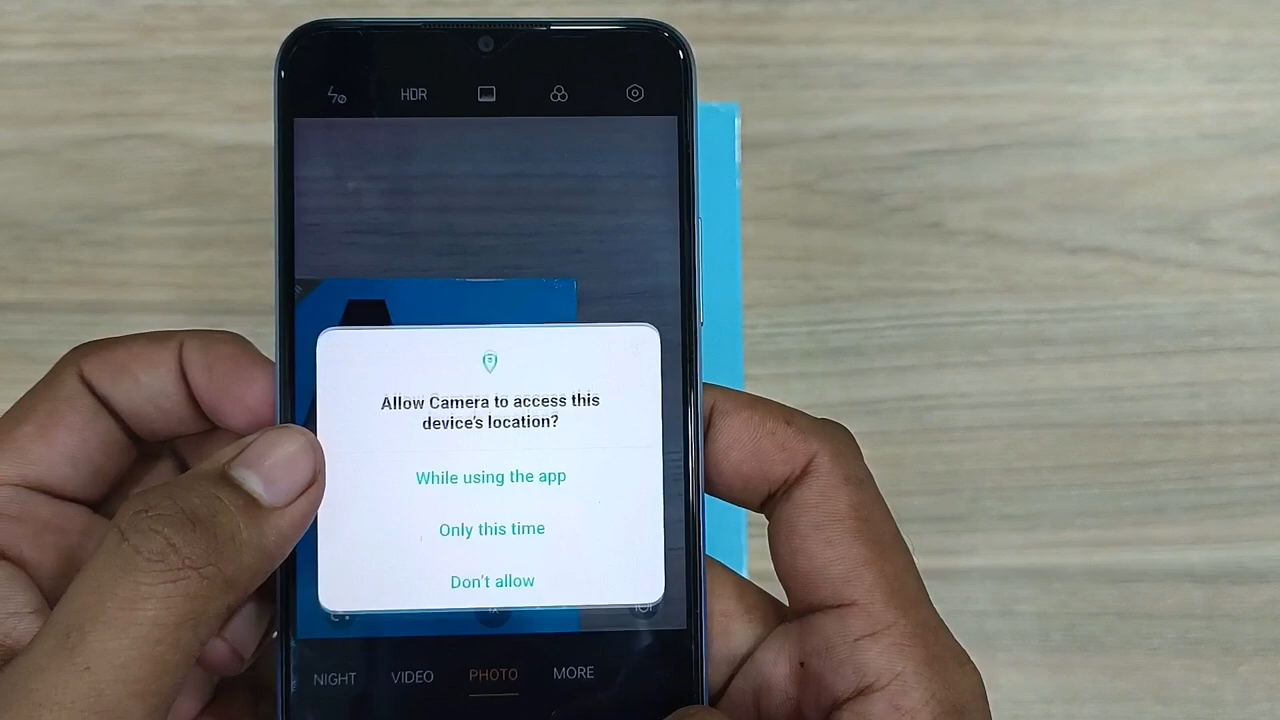 HDR
Allow Camera to access this
device's location?
While using the app
Only this time
Don't allow
NIGHT VIDEO PHOTO MORE